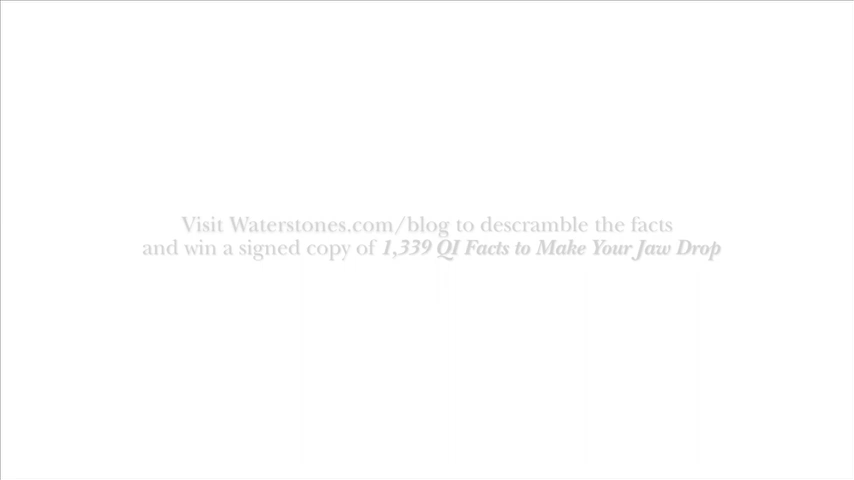 Visit Waterstones.com/blog to descramble the facts
and win a signed copy of 1,339 QI Facts to Make Your Jaw Drop